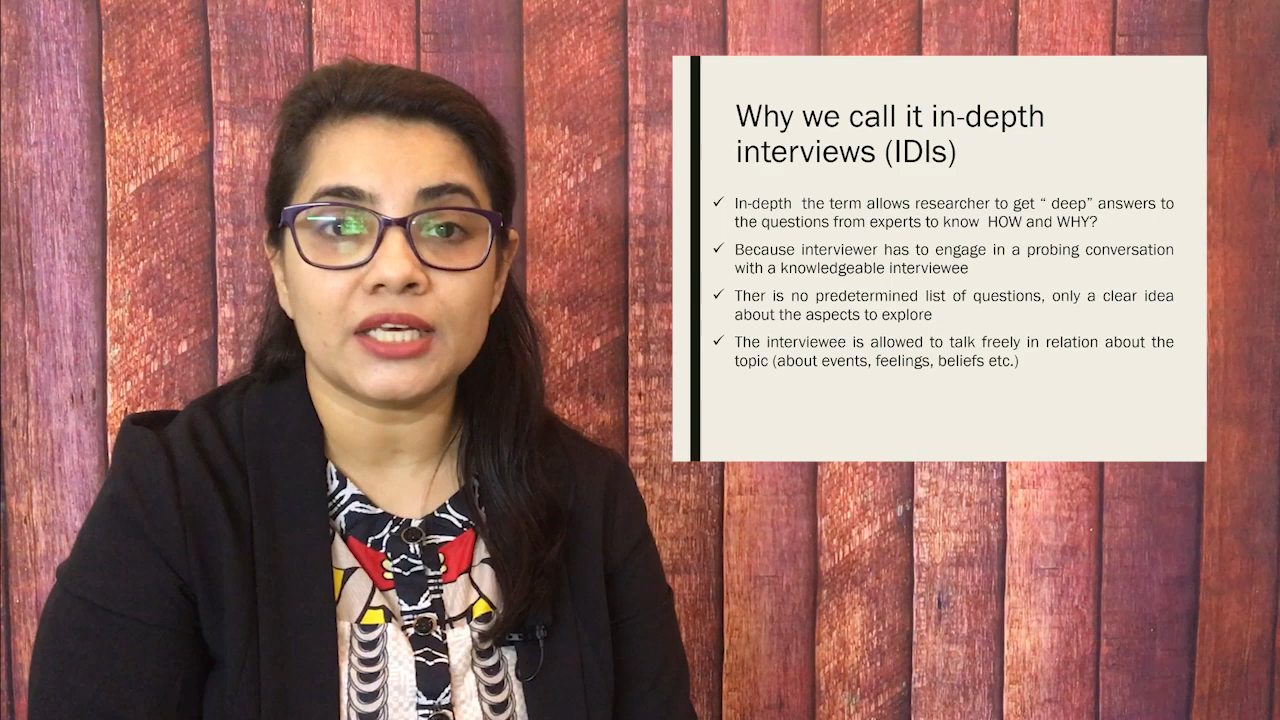 Why we call it in-depth
interviews (IDIs)
✓ In-depth the term allows researcher to get “ deep” answers to
the questions from experts to know HOW and WHY?
✓ Because interviewer has to engage in a probing conversation
with a knowledgeable interviewee
✓ Ther is no predetermined list of questions, only a clear idea
about the aspects to explore
✓ The interviewee is allowed to talk freely in relation about the
topic (about events, feelings, beliefs etc.)